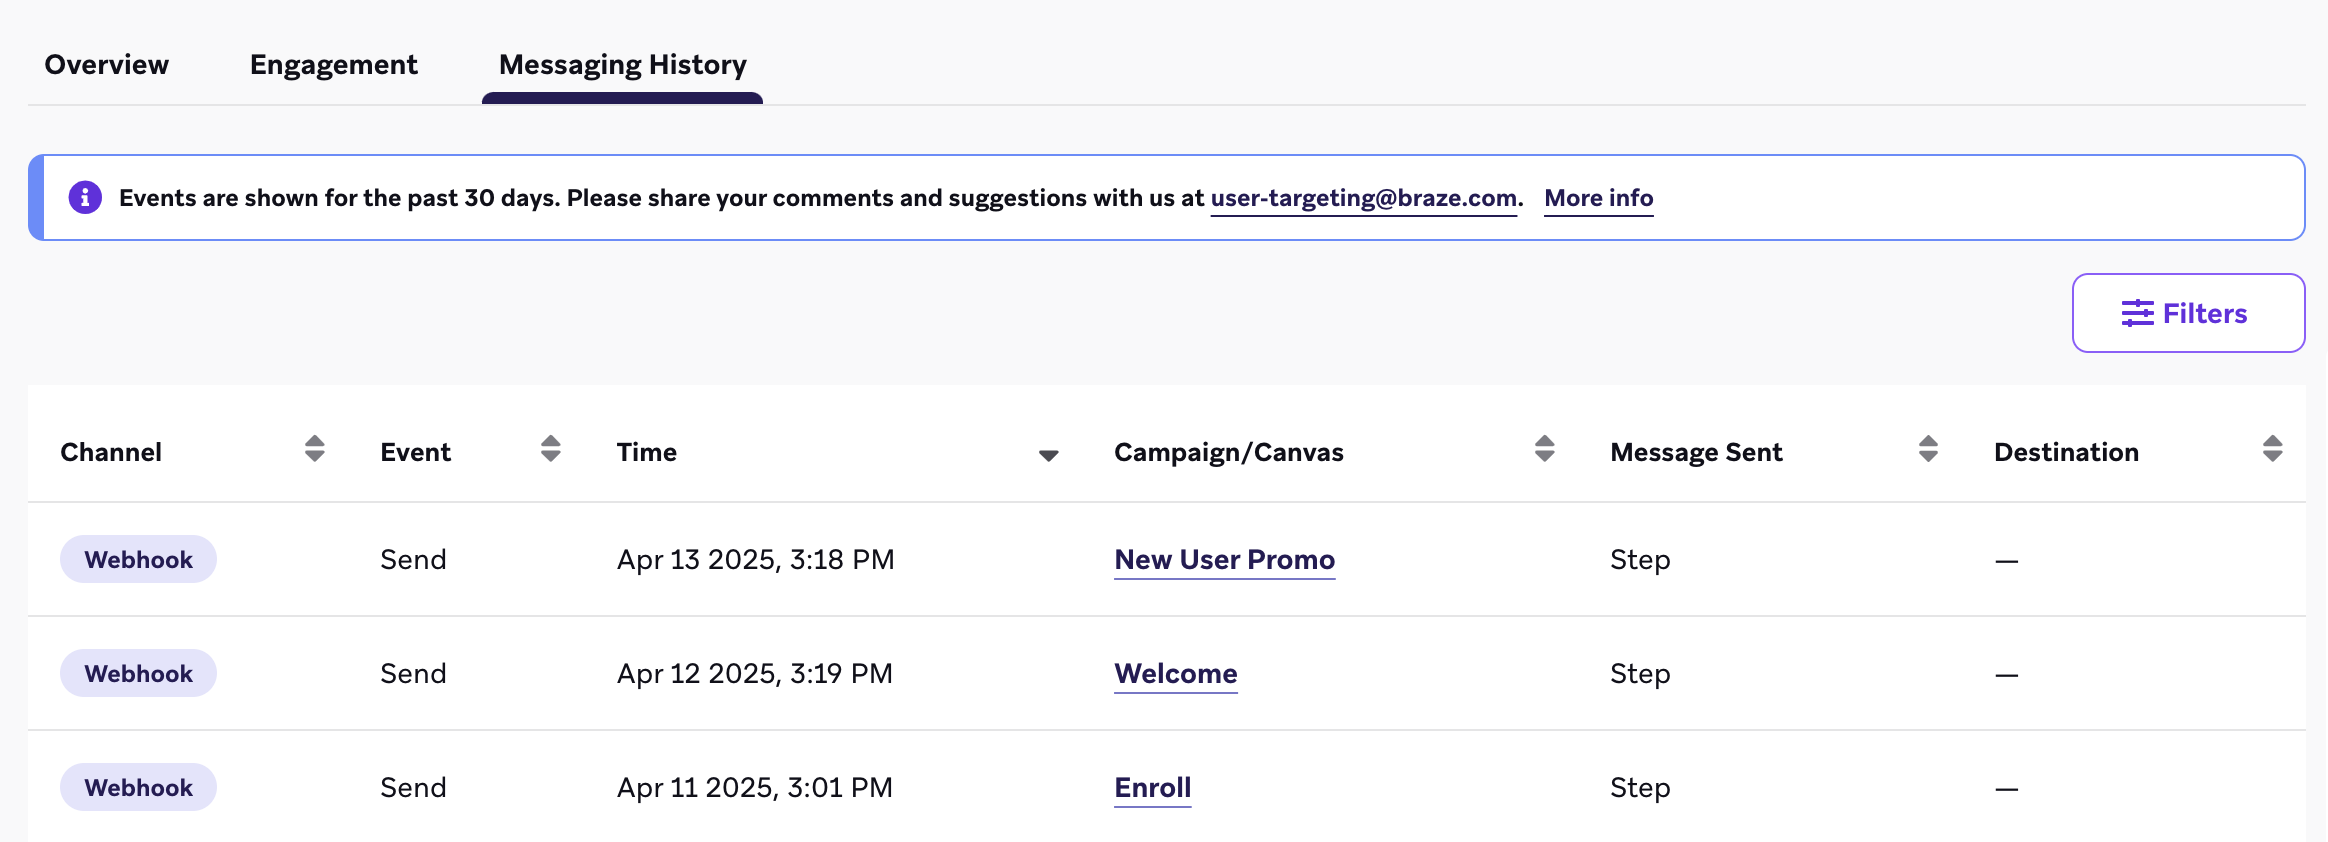 Overview Engagement Messaging History
Events are shown for the past 30 days. Please share your comments and suggestions with us at user-targeting@braze.com. More info
Filters
Channel Event Time Campaign/Canvas Message Sent Destination
Webhook Send Apr 13 2025, 3:18 PM New User Promo Step —
Webhook Send Apr 12 2025, 3:19 PM Welcome Step —
Webhook Send Apr 11 2025, 3:01 PM Enroll Step —